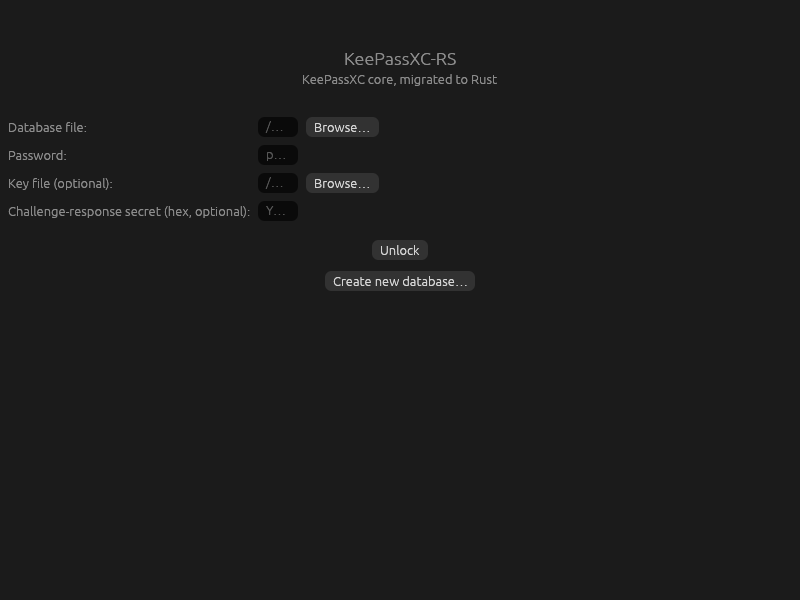 KeePassXC-RS
KeePassXC core, migrated to Rust
Database file: /... Browse...
Password: p...
Key file (optional): /... Browse...
Challenge-response secret (hex, optional): Y...
Unlock
Create new database...